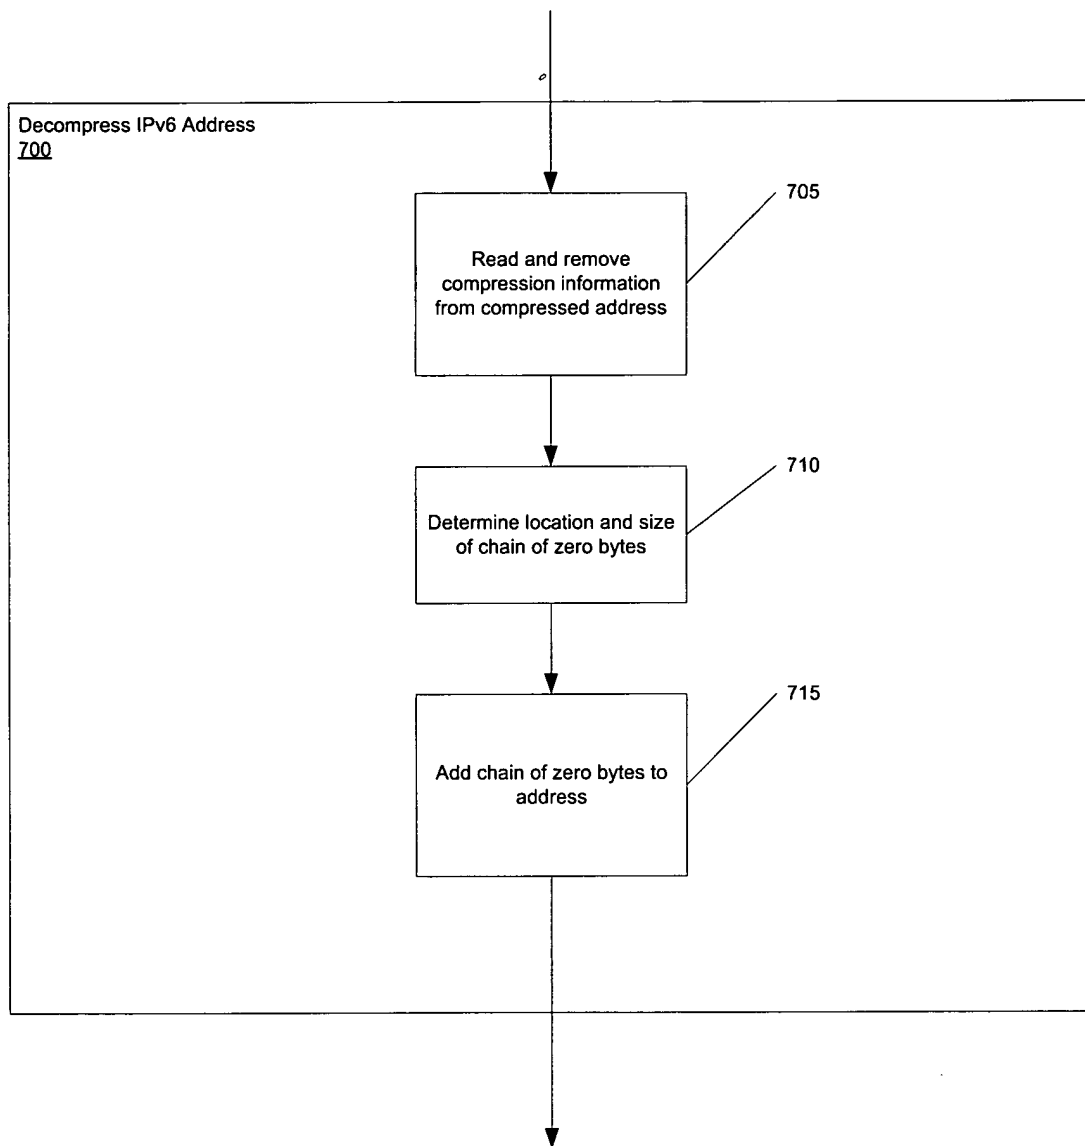 Decompress IPv6 Address
700
705
Read and remove
compression information
from compressed address
710
Determine location and size
of chain of zero bytes
715
Add chain of zero bytes to
address